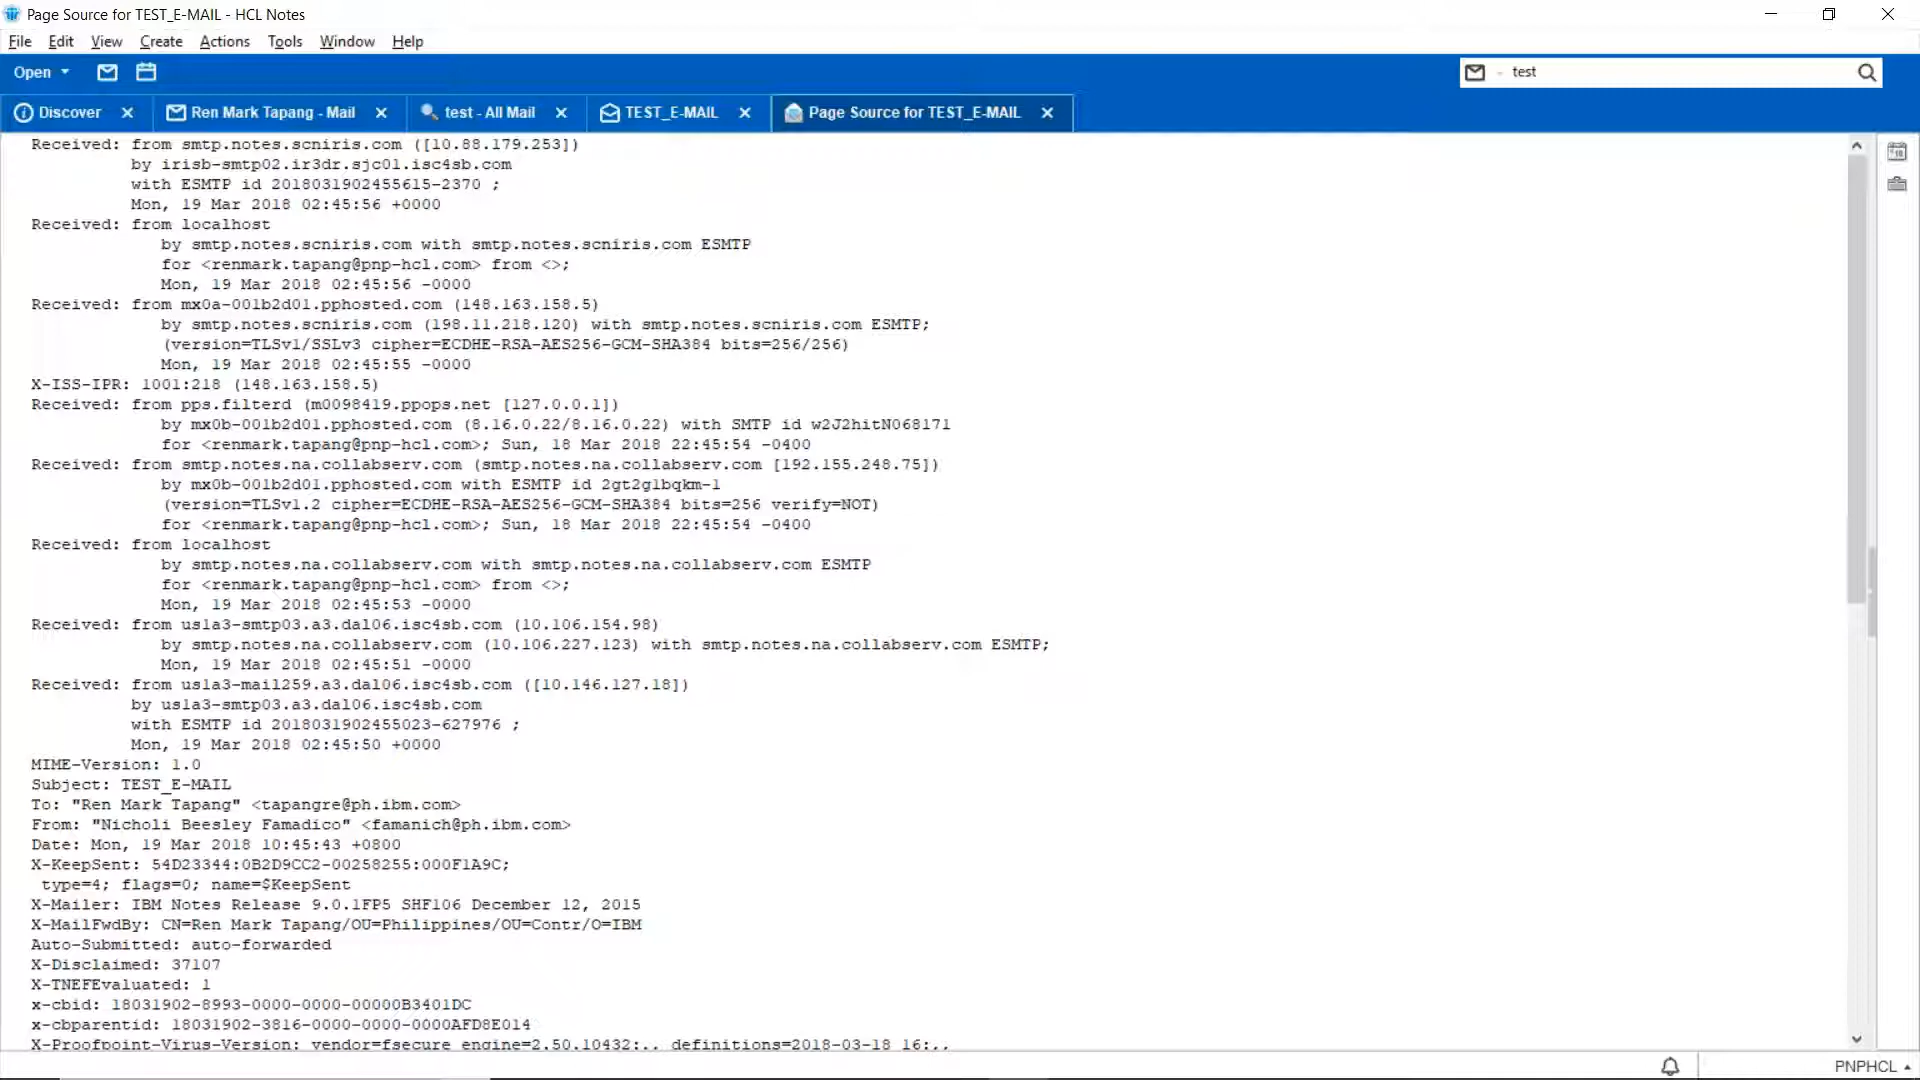 Page Source for TEST_E-MAIL - HCL Notes
File Edit View Create Actions Tools Window Help
Open
test
Discover
Ren Mark Tapang - Mail
test - All Mail
TEST_E-MAIL
Page Source for TEST_E-MAIL
Received: from smtp.notes.scniris.com ([10.88.179.253])
by irisb-smtp02.ir3dr.sjc01.isc4sb.com
with ESMTP id 2018031902455615-2370 ;
Mon, 19 Mar 2018 02:45:56 +0000
Received: from localhost
by smtp.notes.scniris.com with smtp.notes.scniris.com ESMTP
for <renmark.tapang@pnp-hcl.com> from <>;
Mon, 19 Mar 2018 02:45:56 -0000
Received: from mx0a-001b2d01.pphosted.com (148.163.158.5)
by smtp.notes.scniris.com (198.11.218.120) with smtp.notes.scniris.com ESMTP;
(version=TLSv1/SSLv3 cipher=ECDHE-RSA-AES256-GCM-SHA384 bits=256/256)
Mon, 19 Mar 2018 02:45:55 -0000
X-ISS-IPR: 1001:218 (148.163.158.5)
Received: from pps.filterd (m0098419.ppops.net [127.0.0.1])
by mx0b-001b2d01.pphosted.com (8.16.0.22/8.16.0.22) with SMTP id w2J2hitN068171
for <renmark.tapang@pnp-hcl.com>; Sun, 18 Mar 2018 22:45:54 -0400
Received: from smtp.notes.na.collabserv.com (smtp.notes.na.collabserv.com [192.155.248.75])
by mx0b-001b2d01.pphosted.com with ESMTP id 2gt2g1bqkm-1
(version=TLSv1.2 cipher=ECDHE-RSA-AES256-GCM-SHA384 bits=256 verify=NOT)
for <renmark.tapang@pnp-hcl.com>; Sun, 18 Mar 2018 22:45:54 -0400
Received: from localhost
by smtp.notes.na.collabserv.com with smtp.notes.na.collabserv.com ESMTP
for <renmark.tapang@pnp-hcl.com> from <>;
Mon, 19 Mar 2018 02:45:53 -0000
Received: from us1a3-smtp03.a3.dal06.isc4sb.com (10.106.154.98)
by smtp.notes.na.collabserv.com (10.106.227.123) with smtp.notes.na.collabserv.com ESMTP;
Mon, 19 Mar 2018 02:45:51 -0000
Received: from us1a3-mail259.a3.dal06.isc4sb.com ([10.146.127.18])
by us1a3-smtp03.a3.dal06.isc4sb.com
with ESMTP id 2018031902455023-627976 ;
Mon, 19 Mar 2018 02:45:50 +0000
MIME-Version: 1.0
Subject: TEST_E-MAIL
To: "Ren Mark Tapang" <tapangre@ph.ibm.com>
From: "Nicholi Beesley Famadico" <famanich@ph.ibm.com>
Date: Mon, 19 Mar 2018 10:45:43 +0800
X-KeepSent: 54D23344:0B2D9CC2-00258255:000F1A9C;
type=4; flags=0; name=$KeepSent
X-Mailer: IBM Notes Release 9.0.1FP5 SHF106 December 12, 2015
X-MailFwdBy: CN=Ren Mark Tapang/OU=Philippines/OU=Contr/O=IBM
Auto-Submitted: auto-forwarded
X-Disclaimed: 37107
X-TNEFEvaluated: 1
x-cbid: 18031902-8993-0000-0000-00000B3401DC
x-cbparentid: 18031902-3816-0000-0000-0000AFD8E014
X-Proofpoint-Virus-Version: vendor=fsecure engine=2.50.10432:,, definitions=2018-03-18_16:,,
PNPHCL